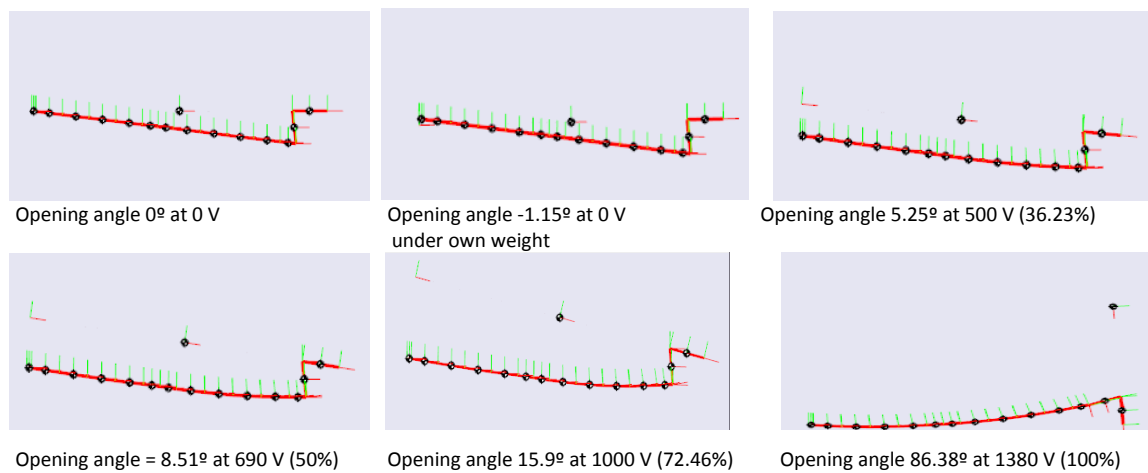 Opening angle 0º at 0 V
Opening angle -1.15º at 0 V
under own weight
Opening angle 5.25º at 500 V (36.23%)
Opening angle = 8.51º at 690 V (50%)
Opening angle 15.9º at 1000 V (72.46%)
Opening angle 86.38º at 1380 V (100%)